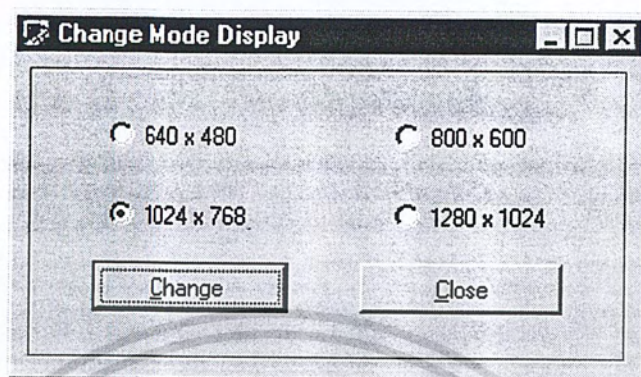 Change Mode Display
640 x 480 800 x 600
1024 x 768 1280 x 1024
Change Close